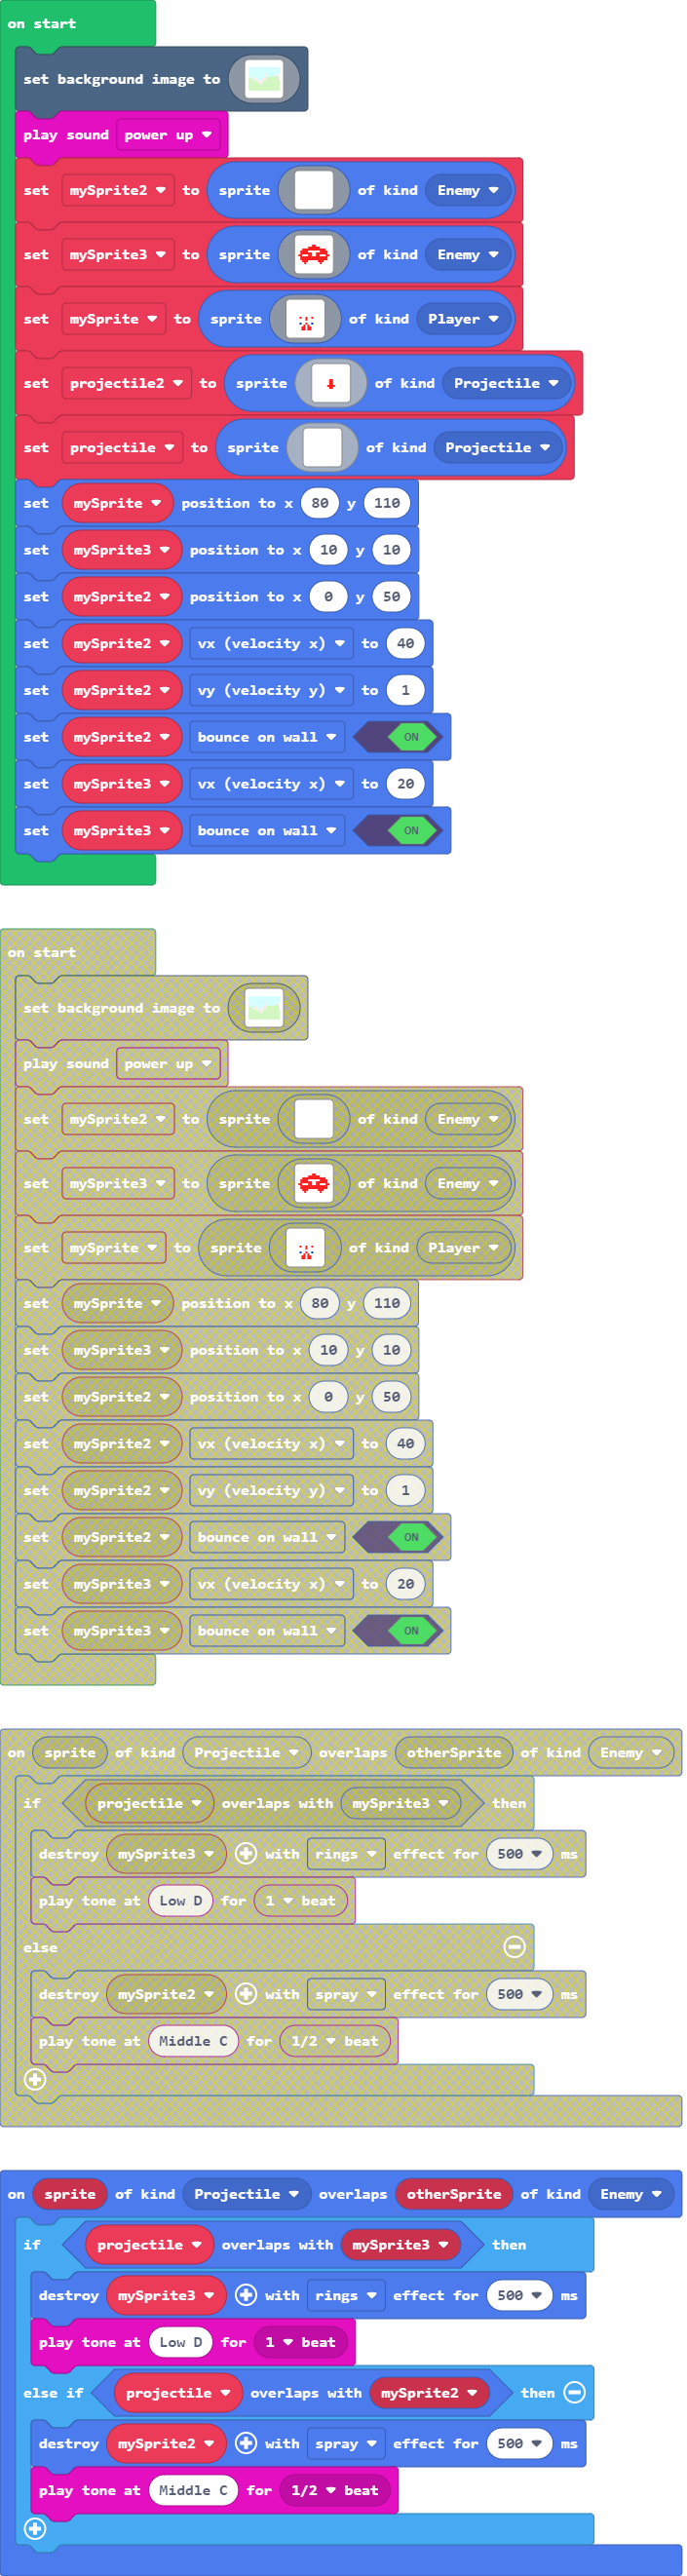 on start
set background image to
play sound power up
set mySprite2 to sprite of kind Enemy
set mySprite3 to sprite of kind Enemy
set mySprite to sprite of kind Player
set projectile2 to sprite of kind Projectile
set projectile to sprite of kind Projectile
set mySprite position to x 80 y 110
set mySprite3 position to x 10 y 10
set mySprite2 position to x 0 y 50
set mySprite2 vx (velocity x) to 40
set mySprite2 vy (velocity y) to 1
set mySprite2 bounce on wall ON
set mySprite3 vx (velocity x) to 20
set mySprite3 bounce on wall ON
on start
set background image to
play sound power up
set mySprite2 to sprite of kind Enemy
set mySprite3 to sprite of kind Enemy
set mySprite to sprite of kind Player
set mySprite position to x 80 y 110
set mySprite3 position to x 10 y 10
set mySprite2 position to x 0 y 50
set mySprite2 vx (velocity x) to 40
set mySprite2 vy (velocity y) to 1
set mySprite2 bounce on wall ON
set mySprite3 vx (velocity x) to 20
set mySprite3 bounce on wall ON
on sprite of kind Projectile overlaps otherSprite of kind Enemy
if projectile overlaps with mySprite3 then
destroy mySprite3 with rings effect for 500 ms
play tone at Low D for 1 beat
else
destroy mySprite2 with spray effect for 500 ms
play tone at Middle C for 1/2 beat
on sprite of kind Projectile overlaps otherSprite of kind Enemy
if projectile overlaps with mySprite3 then
destroy mySprite3 with rings effect for 500 ms
play tone at Low D for 1 beat
else if projectile overlaps with mySprite2 then
destroy mySprite2 with spray effect for 500 ms
play tone at Middle C for 1/2 beat